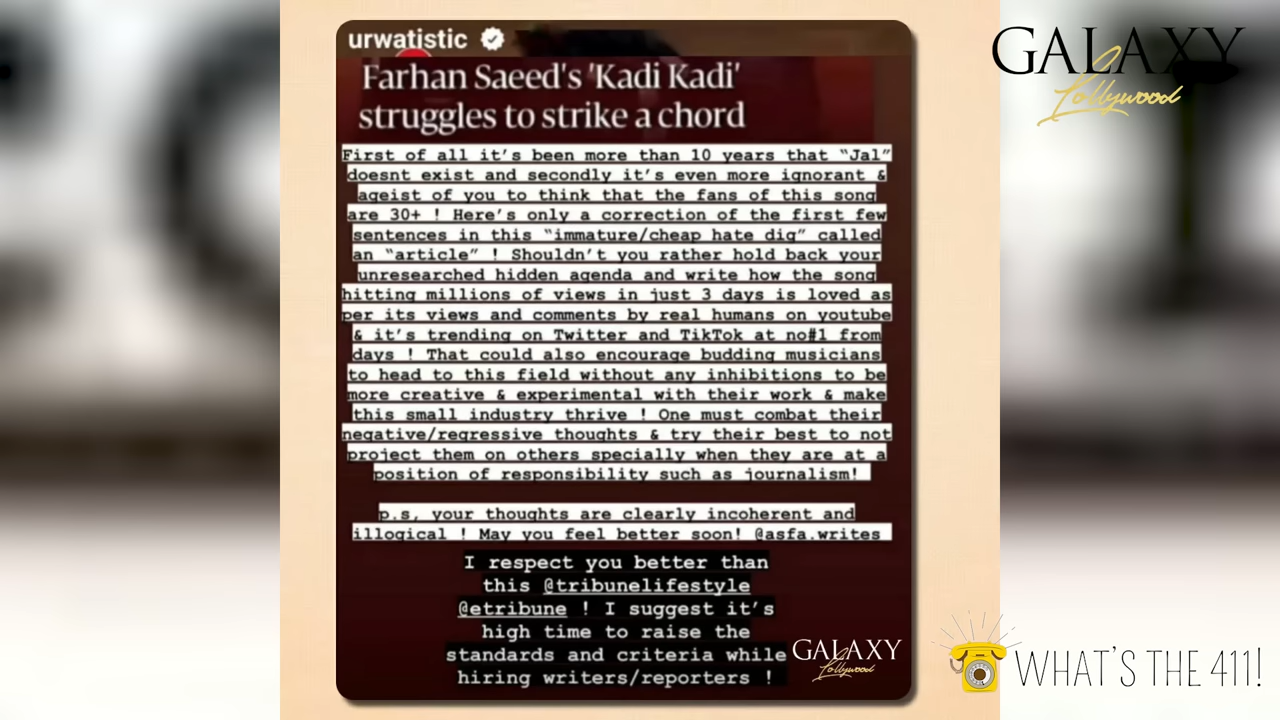 urwatistic
Farhan Saeed's 'Kadi Kadi'
struggles to strike a chord
First of all it's been more than 10 years that "Jal"
doesnt exist and secondly it's even more ignorant &
ageist of you to think that the fans of this song
are 30+ ! Here's only a correction of the first few
sentences in this "immature/cheap hate dig" called
an "article" ! Shouldn't you rather hold back your
unresearched hidden agenda and write how the song
hitting millions of views in just 3 days is loved as
per its views and comments by real humans on youtube
& it's trending on Twitter and TikTok at no#1 from
days ! That could also encourage budding musicians
to head to this field without any inhibitions to be
more creative & experimental with their work & make
this small industry thrive ! One must combat their
negative/regressive thoughts & try their best to not
project them on others specially when they are at a
position of responsibility such as journalism!
p.s, your thoughts are clearly incoherent and
illogical ! May you feel better soon! @asfa.writes
I respect you better than
this @tribunelifestyle
@etribune ! I suggest it's
high time to raise the
standards and criteria while
hiring writers/reporters !
GALAXY
Lollywood
GALAXY
Lollywood
WHAT'S THE 411!